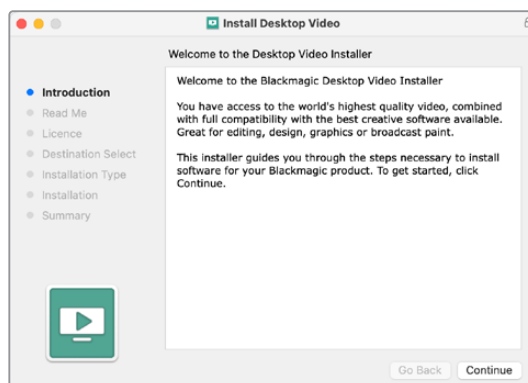 Install Desktop Video
Welcome to the Desktop Video Installer
Introduction
Read Me
Licence
Destination Select
Installation Type
Installation
Summary
Welcome to the Blackmagic Desktop Video Installer
You have access to the world's highest quality video, combined
with full compatibility with the best creative software available.
Great for editing, design, graphics or broadcast paint.
This installer guides you through the steps necessary to install
software for your Blackmagic product. To get started, click
Continue.
Go Back
Continue